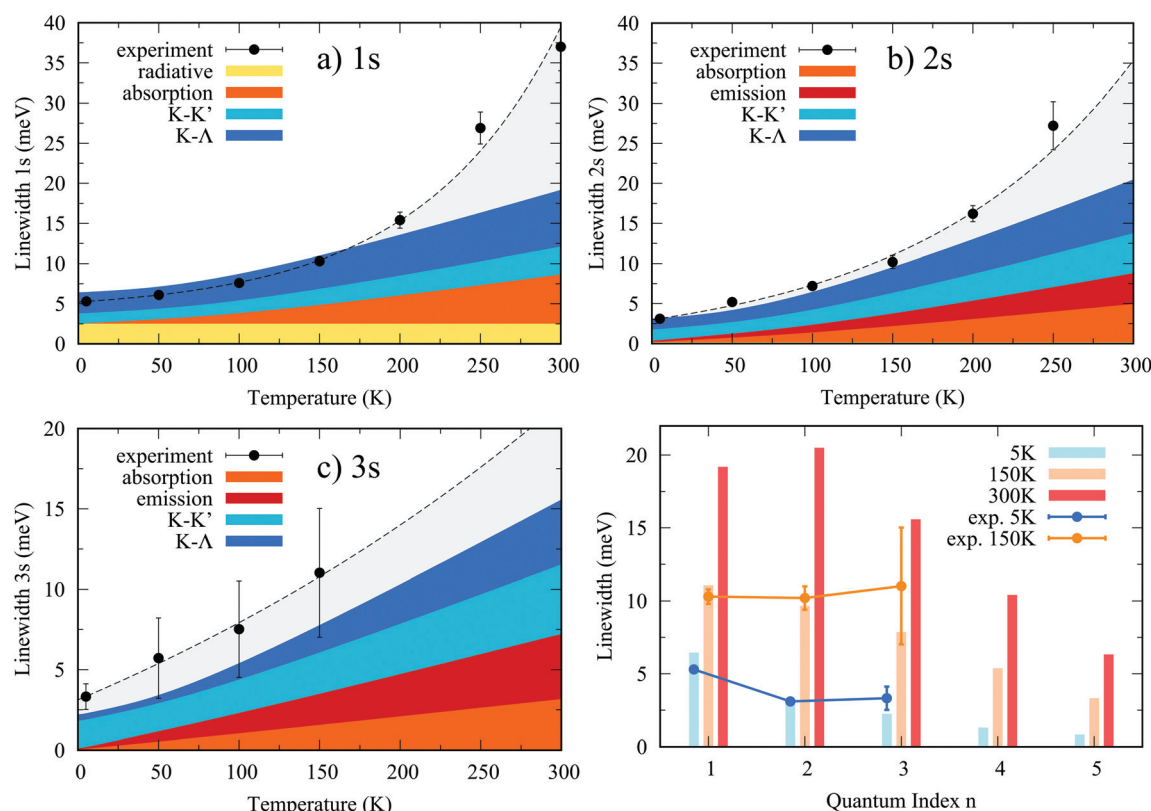 a) 1s
experiment
radiative
absorption
K-K'
K-Λ
Linewidth 1s (meV)
40
35
30
25
20
15
10
5
0
0 50 100 150 200 250 300
Temperature (K)
b) 2s
experiment
absorption
emission
K-K'
K-Λ
Linewidth 2s (meV)
40
35
30
25
20
15
10
5
0
0 50 100 150 200 250 300
Temperature (K)
c) 3s
experiment
absorption
emission
K-K'
K-Λ
Linewidth 3s (meV)
20
15
10
5
0
0 50 100 150 200 250 300
Temperature (K)
5K
150K
300K
exp. 5K
exp. 150K
Linewidth (meV)
20
15
10
5
0
1 2 3 4 5
Quantum Index n